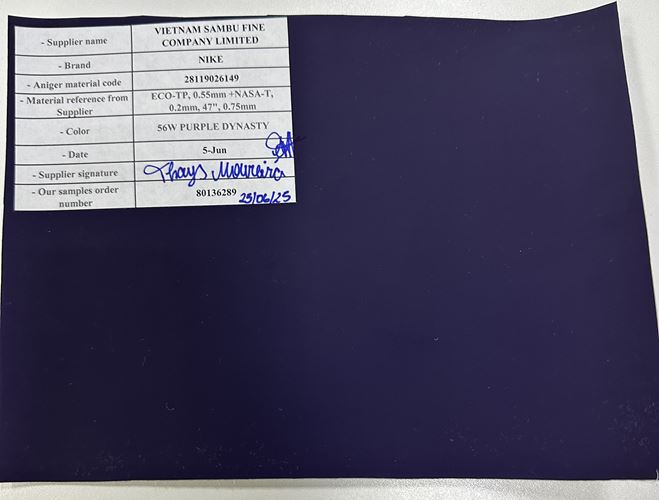 - Supplier name VIETNAM SAMBU FINE
COMPANY LIMITED
- Brand NIKE
- Aniger material code 28119026149
- Material reference from ECO-TP, 0.55mm +NASA-T,
Supplier 0.2mm, 47", 0.75mm
- Color 56W PURPLE DYNASTY
- Date 5-Jun
- Supplier signature Thays Moureira
- Our samples order 80136289
number 25/06/25